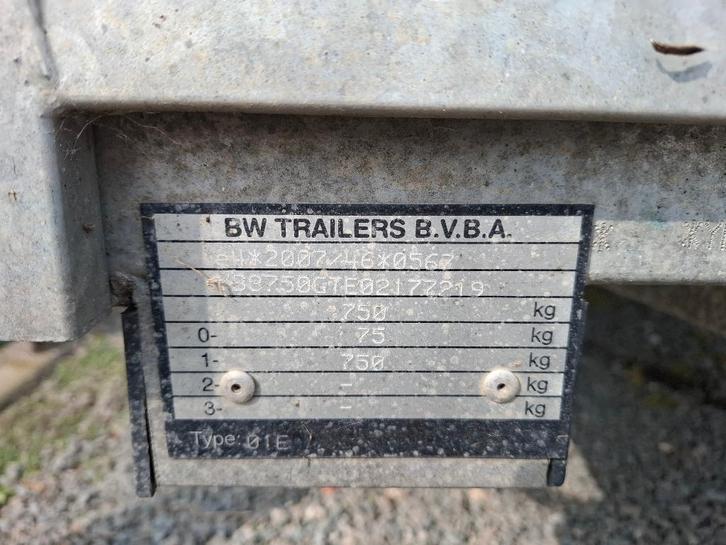 BW TRAILERS B.V.B.A.
e4*2007/46*0567
750 kg
0- 75 kg
1- 750 kg
2- - kg
3- - kg
Type: 01E